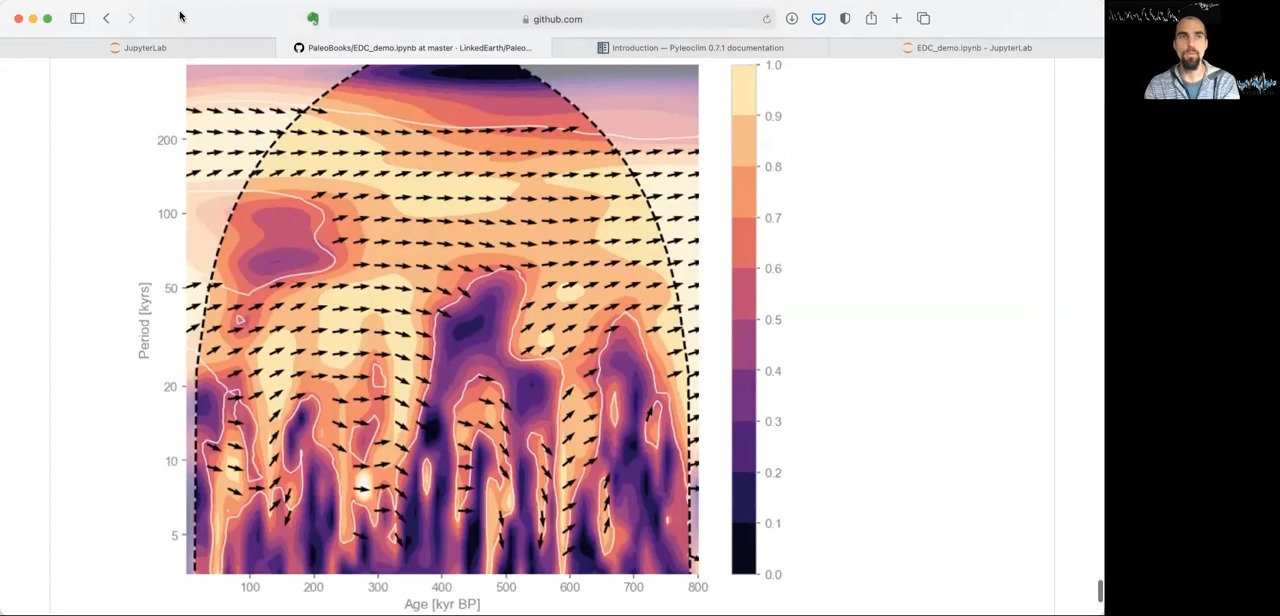 github.com
JupyterLab
PaleoBooks/EDC_demo.ipynb at master · LinkedEarth/Paleo...
Introduction — Pyleoclim 0.7.1 documentation
EDC_demo.ipynb - JupyterLab
200
100
50
20
10
5
Period [kyrs]
100 200 300 400 500 600 700 800
Age [kyr BP]
1.0
0.9
0.8
0.7
0.6
0.5
0.4
0.3
0.2
0.1
0.0